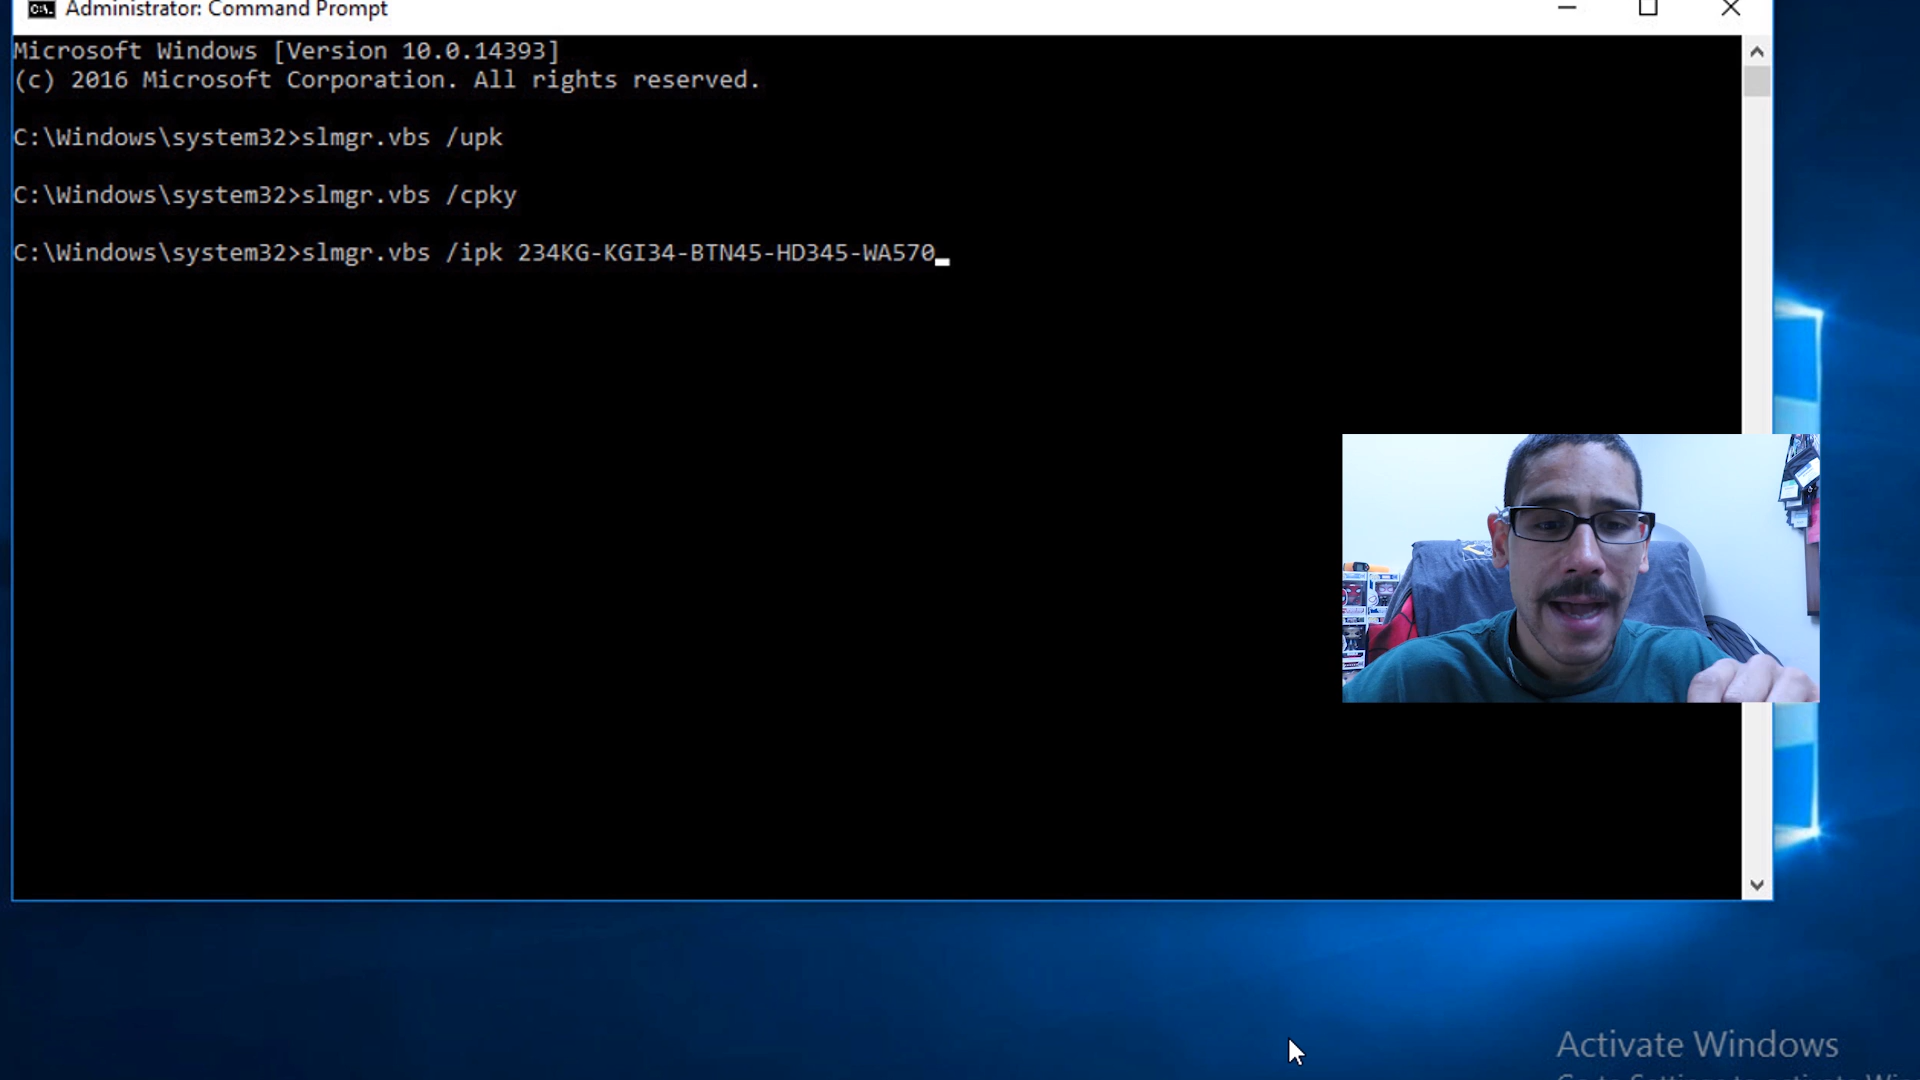 Administrator: Command Prompt
Microsoft Windows [Version 10.0.14393]
(c) 2016 Microsoft Corporation. All rights reserved.
C:\Windows\system32>slmgr.vbs /upk
C:\Windows\system32>slmgr.vbs /cpky
C:\Windows\system32>slmgr.vbs /ipk 234KG-KGI34-BTN45-HD345-WA570
Activate Windows